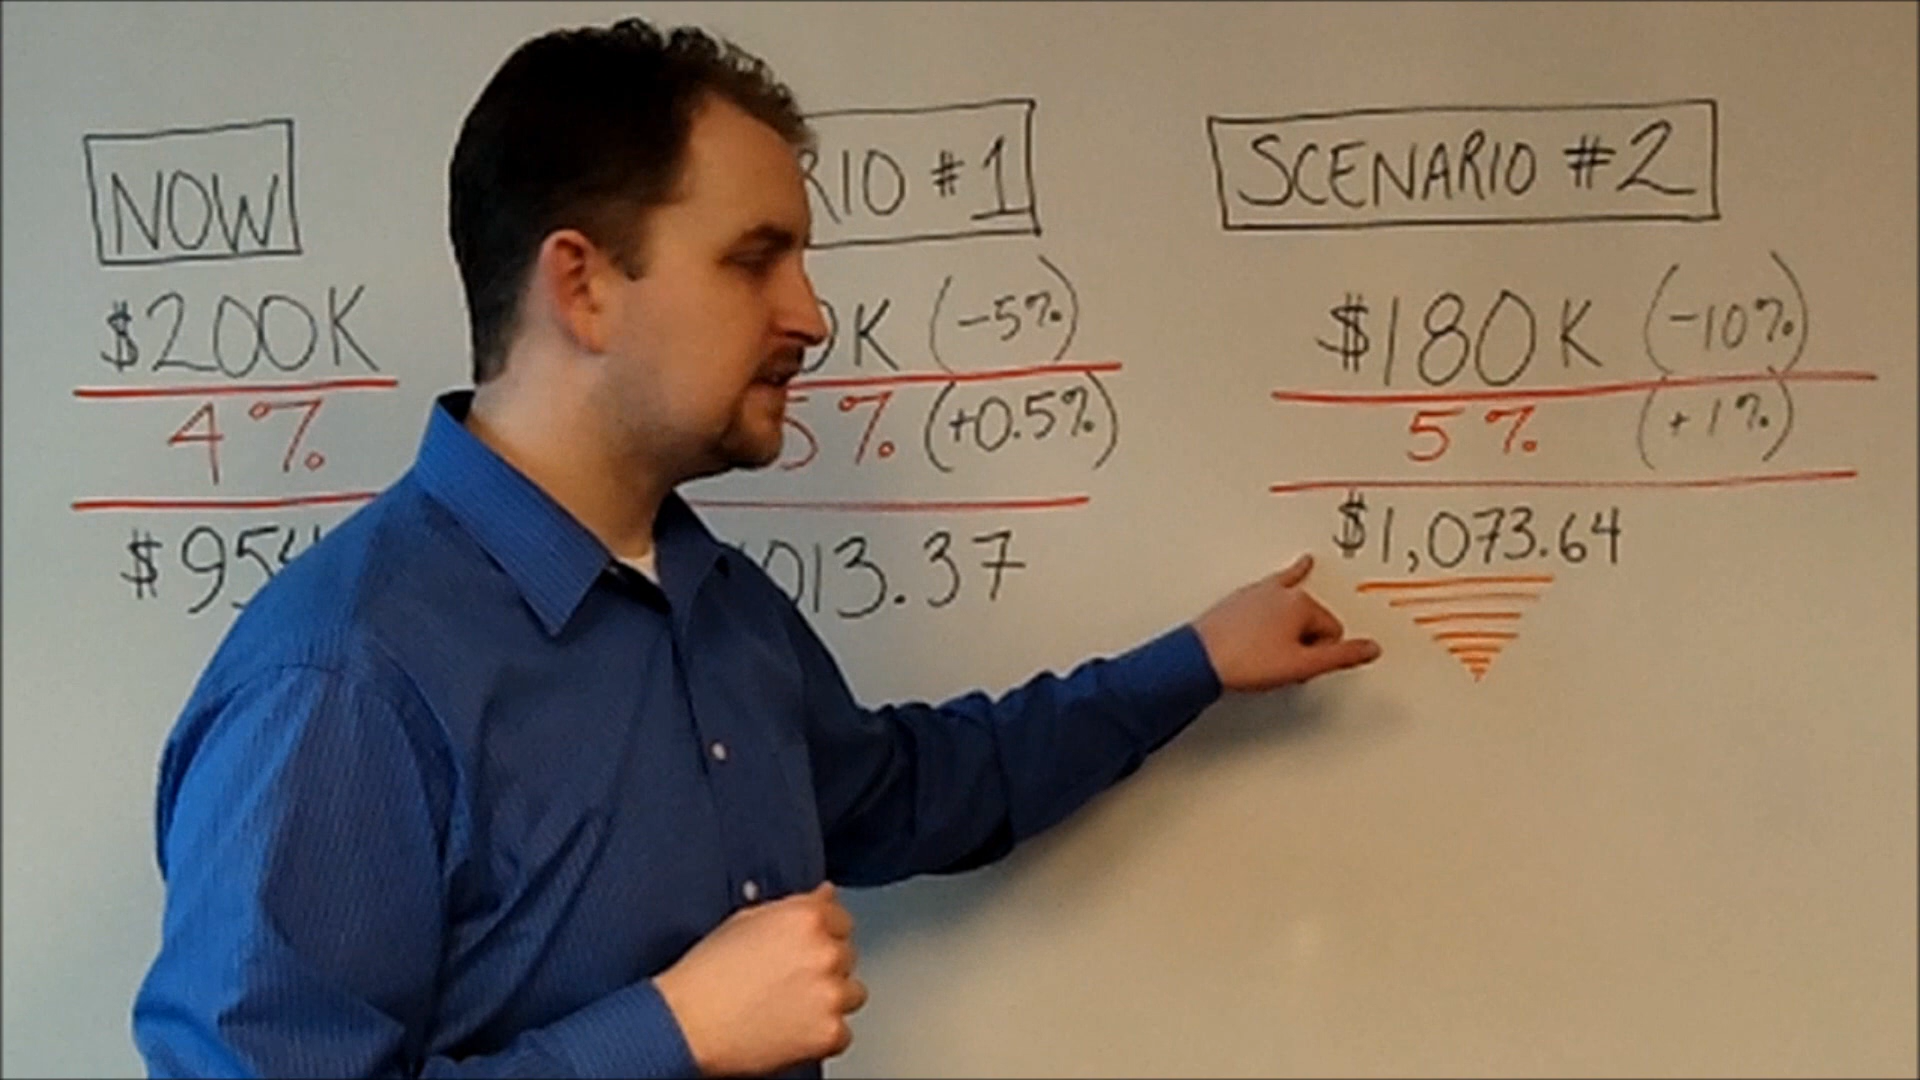 NOW
$200K
4%
$954
RIO #1
0K (-5%)
5% (+0.5%)
013.37
SCENARIO #2
$180K (-10%)
5% (+1%)
$1,073.64